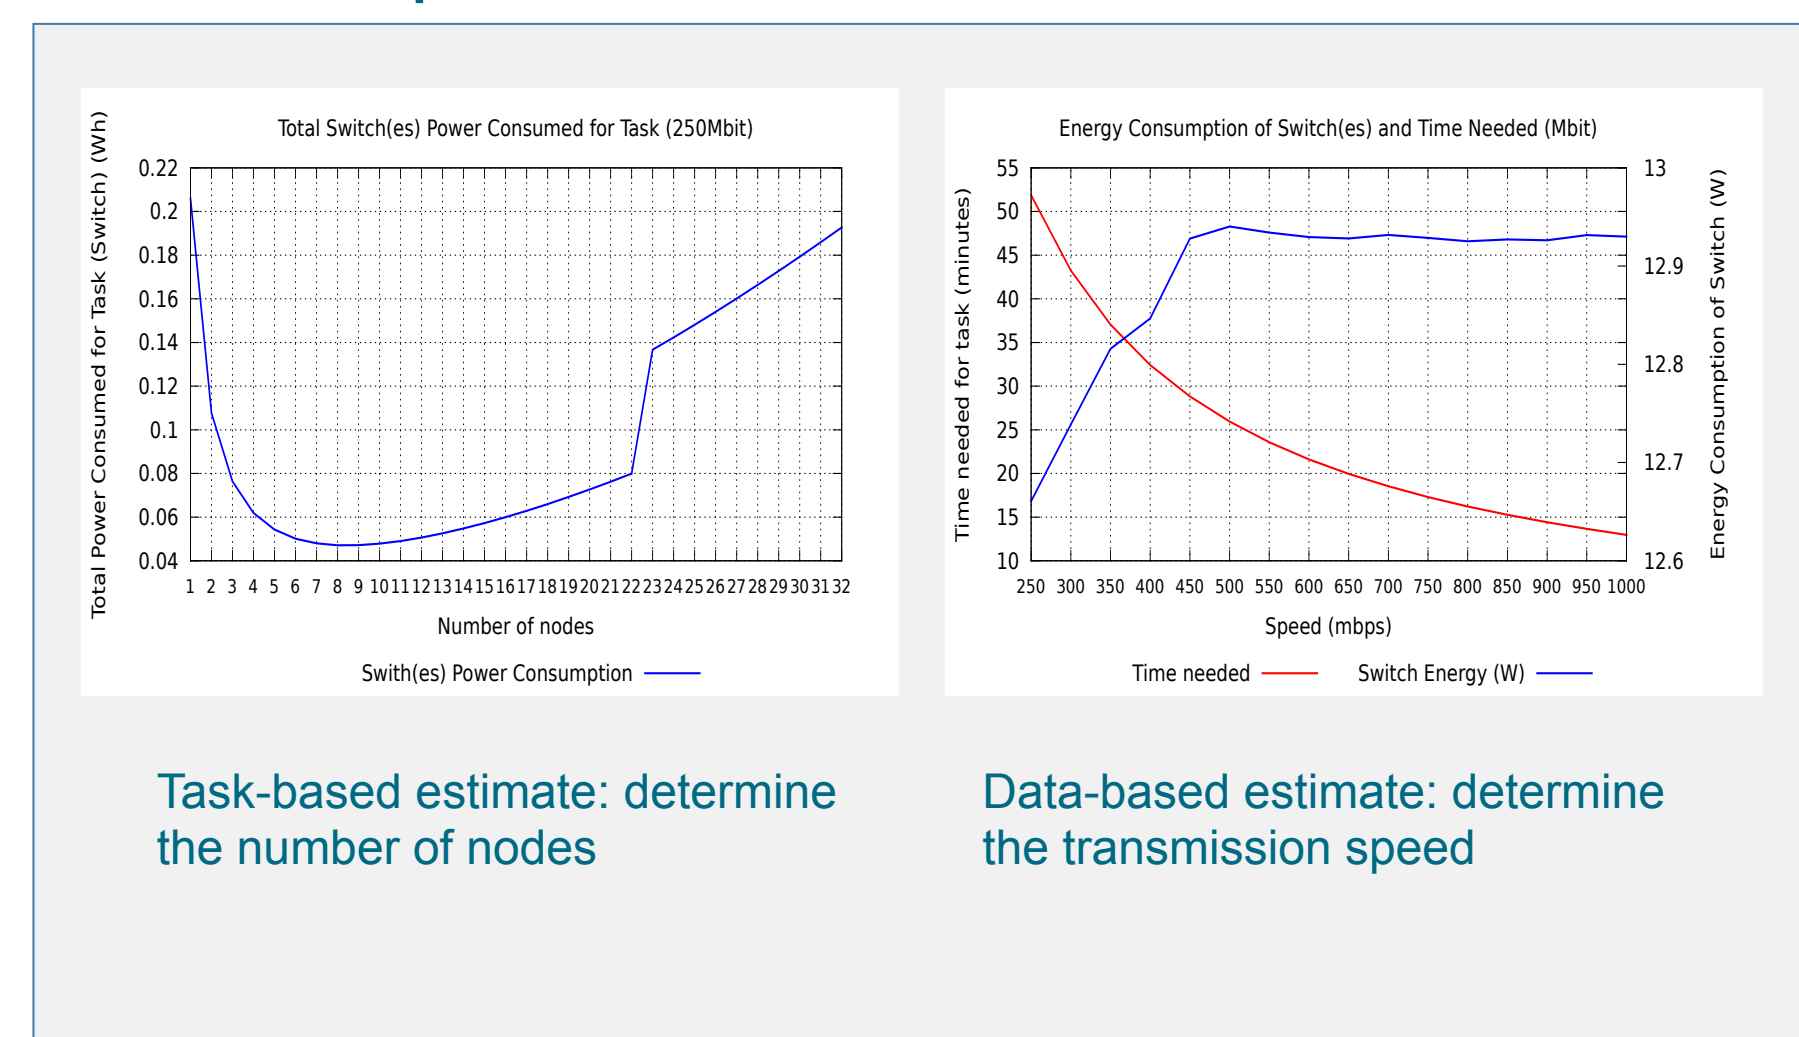 Total Switch(es) Power Consumed for Task (250Mbit)
Total Power Consumed for Task (Switch) (Wh)
0.22
0.2
0.18
0.16
0.14
0.12
0.1
0.08
0.06
0.04
1 2 3 4 5 6 7 8 9 10 11 12 13 14 15 16 17 18 19 20 21 22 23 24 25 26 27 28 29 30 31 32
Number of nodes
Swith(es) Power Consumption
Energy Consumption of Switch(es) and Time Needed (Mbit)
Time needed for task (minutes)
55
50
45
40
35
30
25
20
15
10
13
12.9
12.8
12.7
12.6
Energy Consumption of Switch (W)
250 300 350 400 450 500 550 600 650 700 750 800 850 900 950 1000
Speed (mbps)
Time needed
Switch Energy (W)
Task-based estimate: determine
the number of nodes
Data-based estimate: determine
the transmission speed